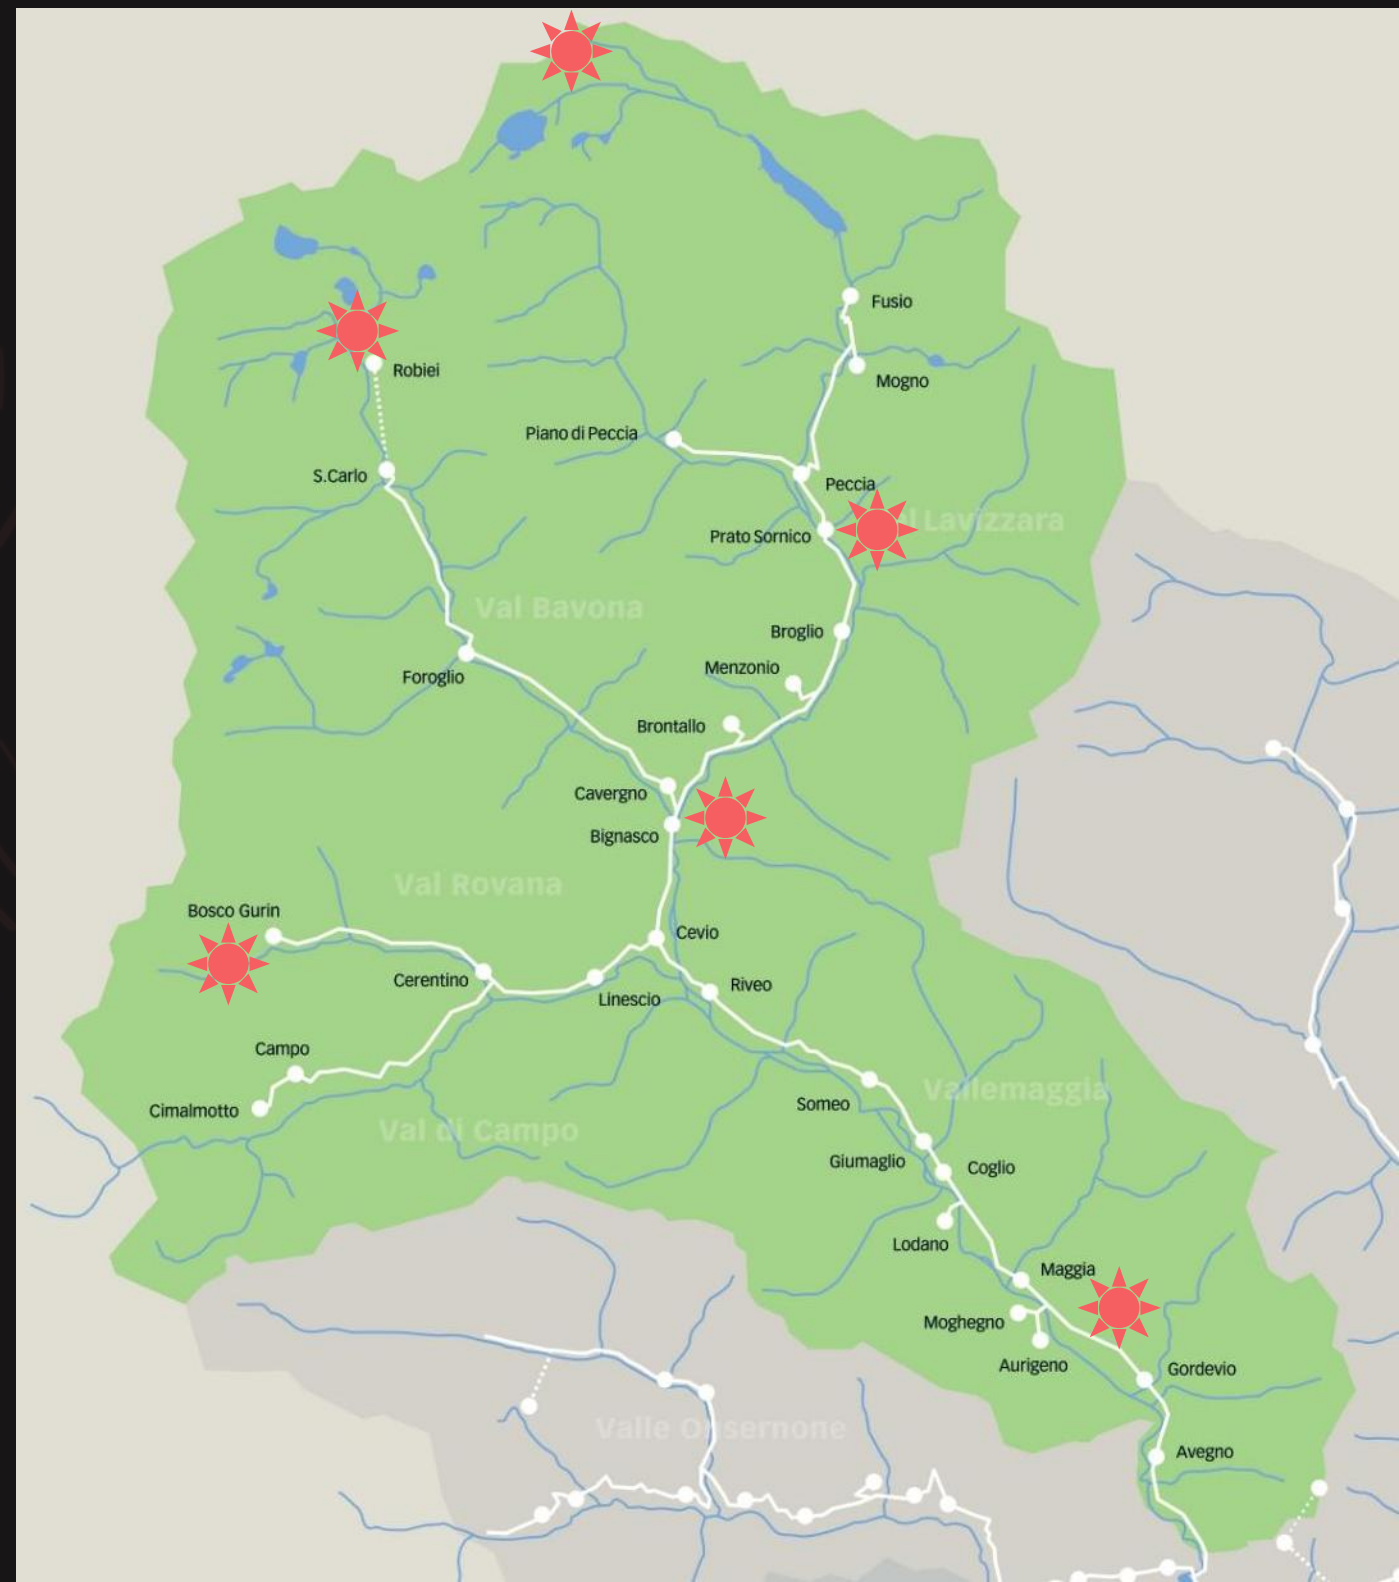 Fusio
Robiei
Mogno
Piano di Peccia
S.Carlo
Peccia
Lavizzara
Prato Sornico
Val Bavona
Broglio
Menzonio
Foroglio
Brontallo
Cavergno
Bignasco
Val Rovana
Bosco Gurin
Cevio
Cerentino
Riveo
Linescio
Campo
Vallemaggia
Someo
Cimalmotto
Val di Campo
Giumaglio
Coglio
Lodano
Maggia
Moghegno
Aurigeno
Gordevio
Valle Onsernone
Avegno